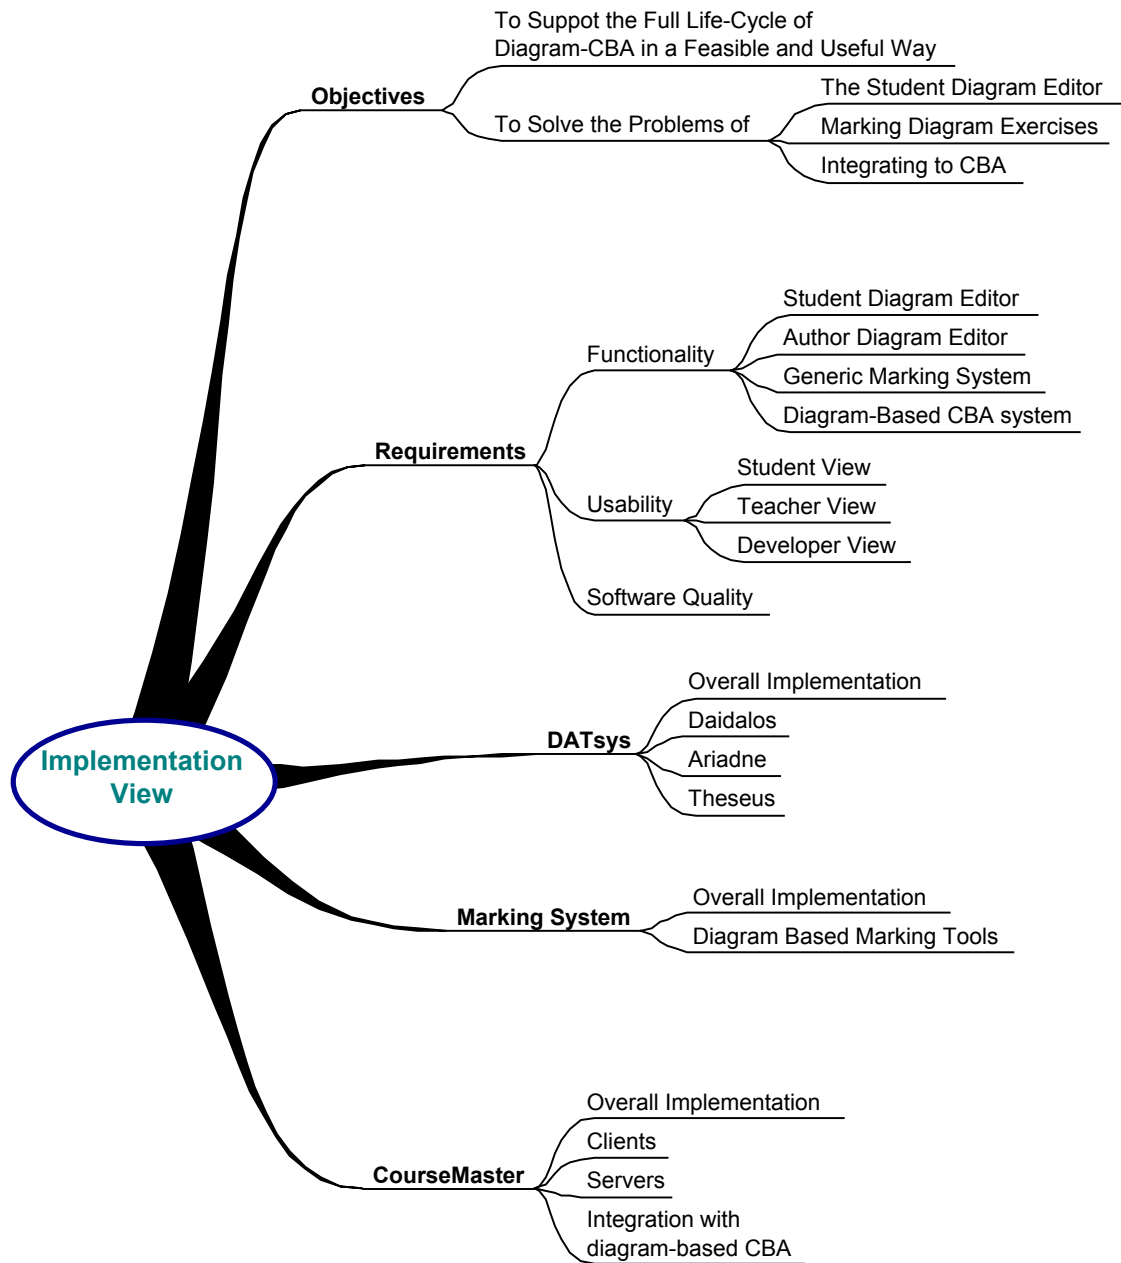 To Suppot the Full Life-Cycle of
Diagram-CBA in a Feasible and Useful Way
Objectives
To Solve the Problems of
The Student Diagram Editor
Marking Diagram Exercises
Integrating to CBA
Requirements
Functionality
Student Diagram Editor
Author Diagram Editor
Generic Marking System
Diagram-Based CBA system
Usability
Student View
Teacher View
Developer View
Software Quality
Implementation
View
DATsys
Overall Implementation
Daidalos
Ariadne
Theseus
Marking System
Overall Implementation
Diagram Based Marking Tools
CourseMaster
Overall Implementation
Clients
Servers
Integration with
diagram-based CBA